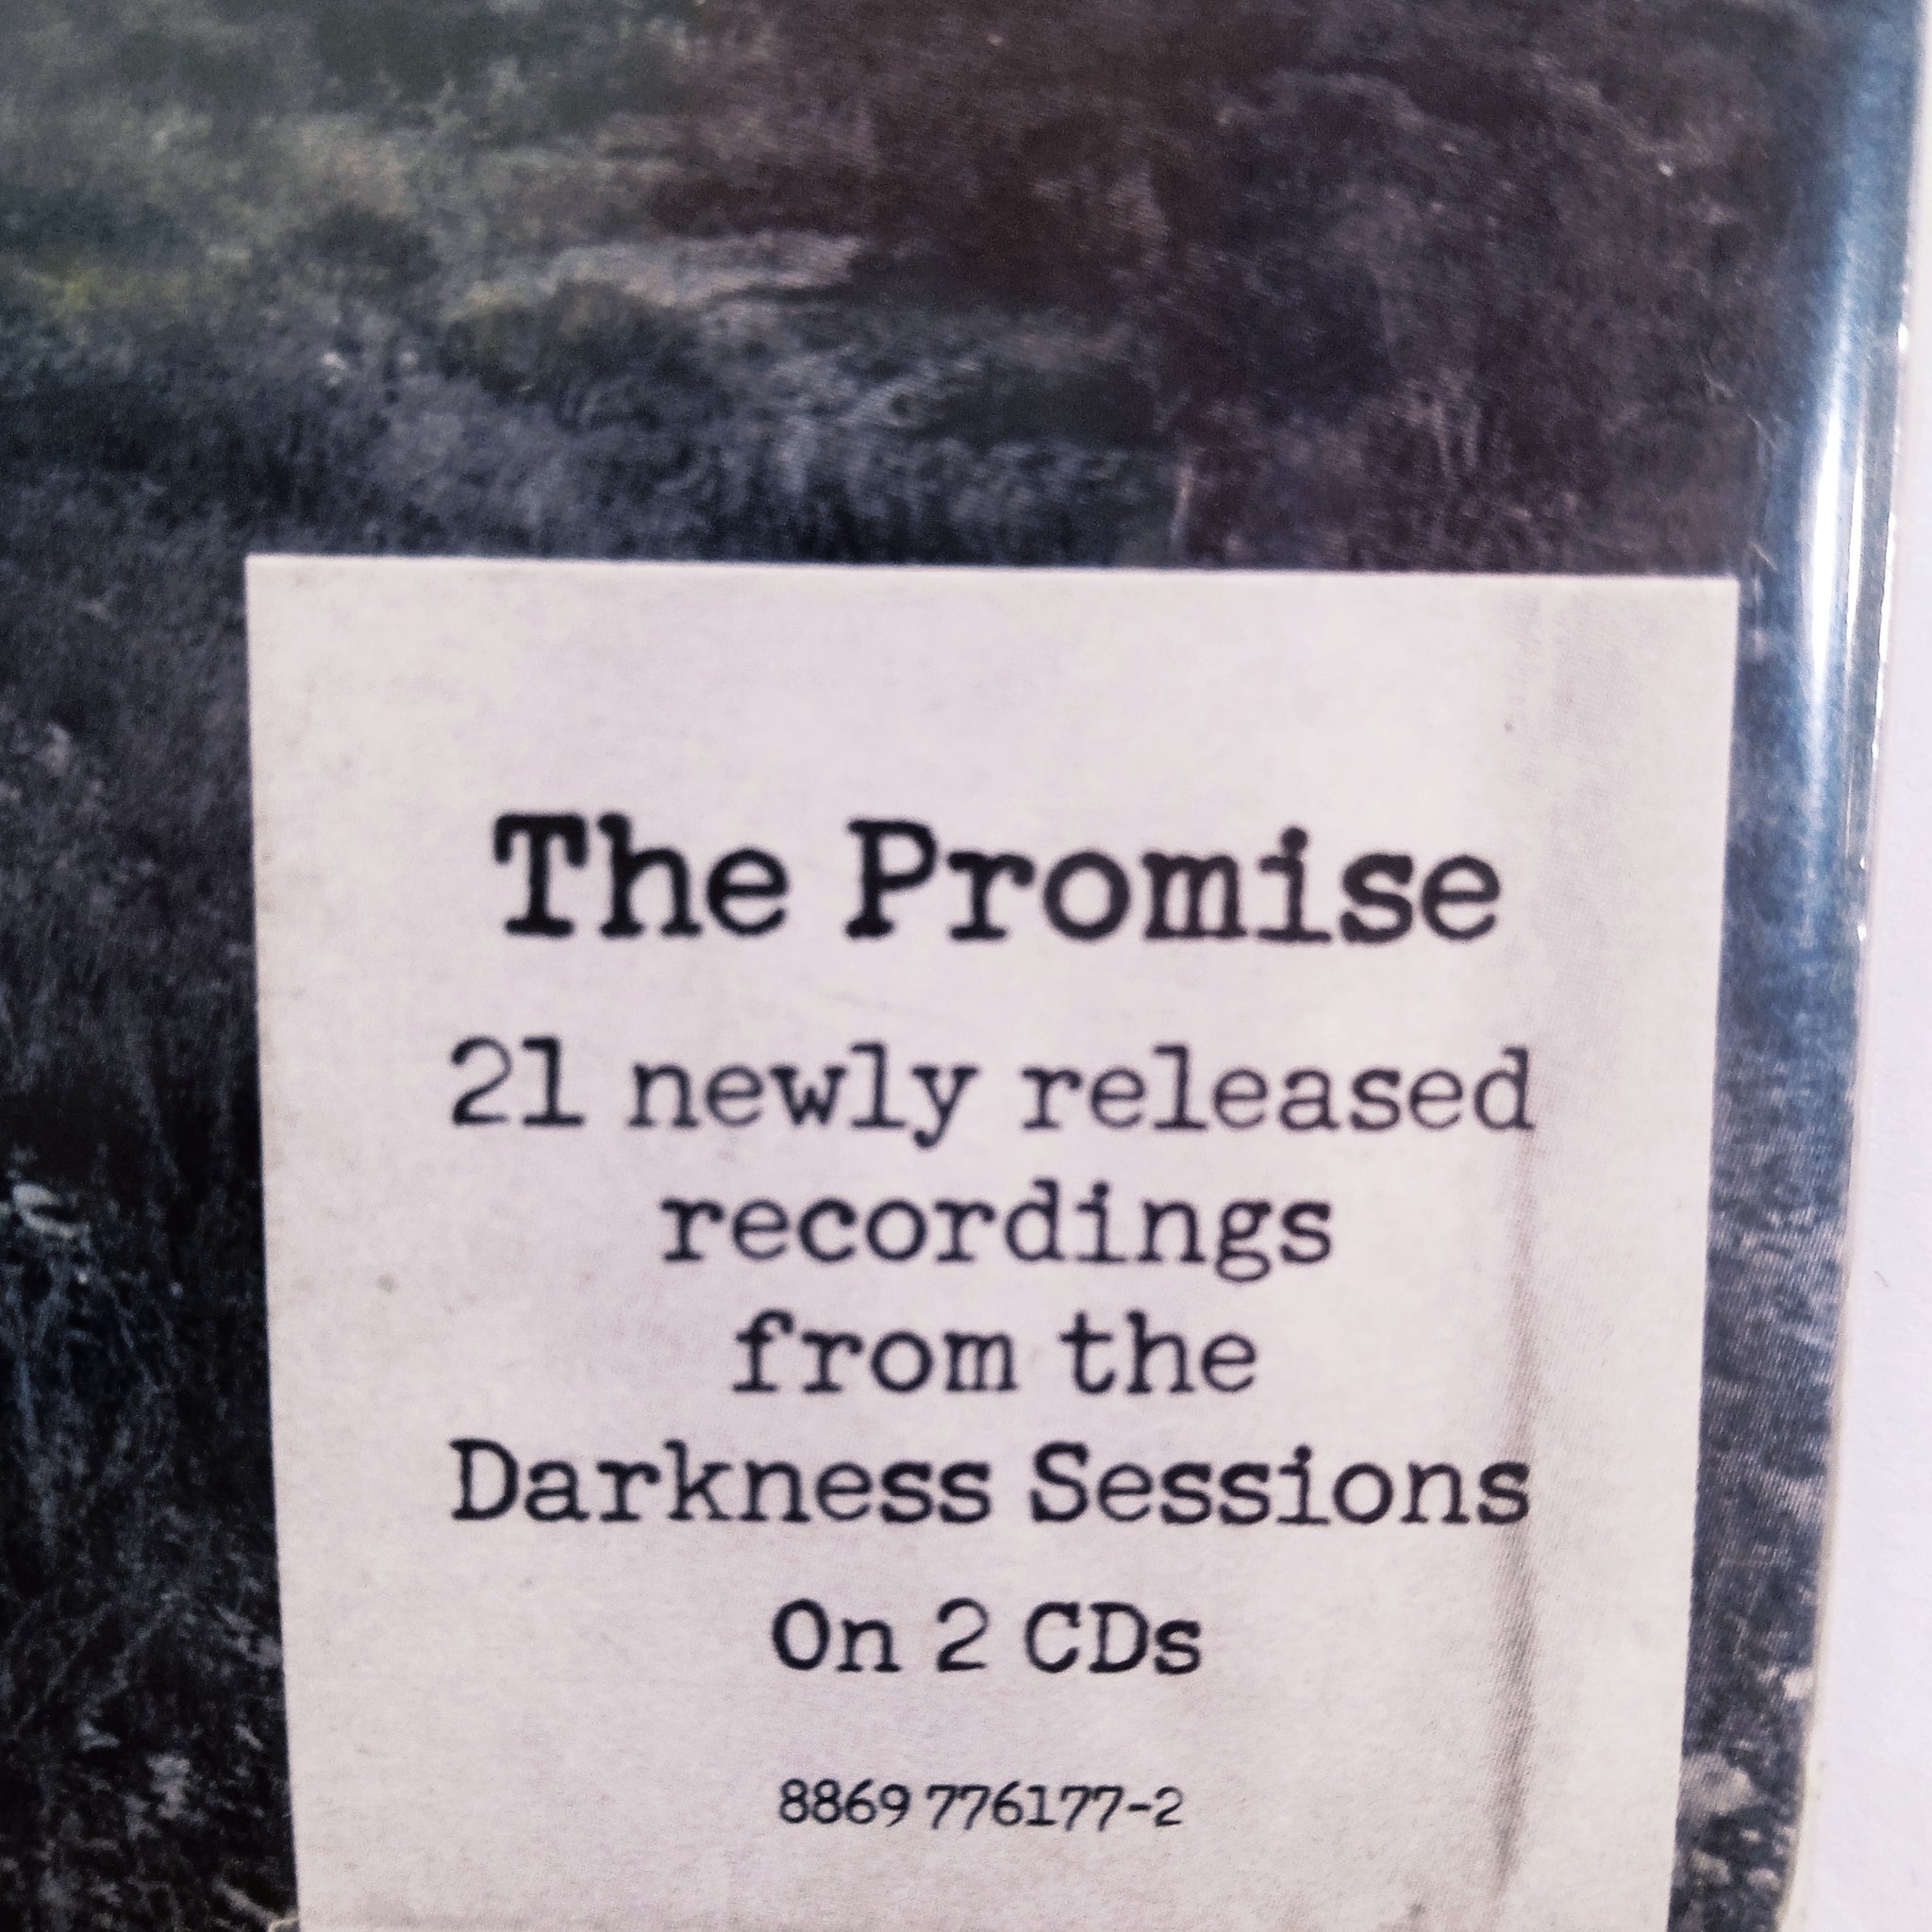 The Promise
21 newly released
recordings
from the
Darkness Sessions
On 2 CDs
8869 776177-2